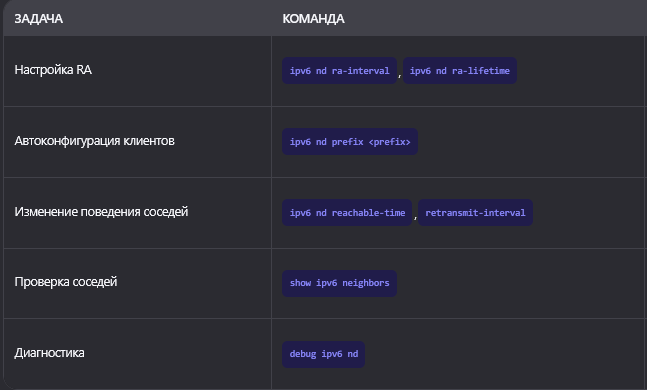 ЗАДАЧА КОМАНДА
Настройка RA ipv6 nd ra-interval, ipv6 nd ra-lifetime
Автоконфигурация клиентов ipv6 nd prefix <prefix>
Изменение поведения соседей ipv6 nd reachable-time, retransmit-interval
Проверка соседей show ipv6 neighbors
Диагностика debug ipv6 nd